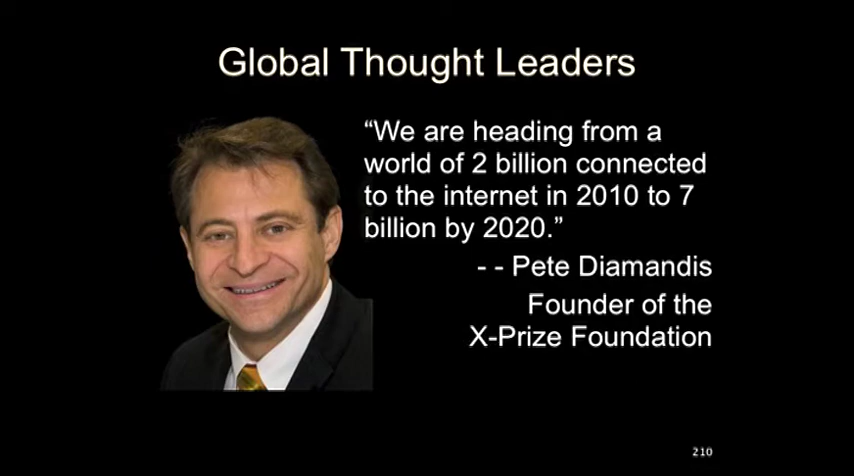 Global Thought Leaders
“We are heading from a
world of 2 billion connected
to the internet in 2010 to 7
billion by 2020.”
- - Pete Diamandis
Founder of the
X-Prize Foundation
210